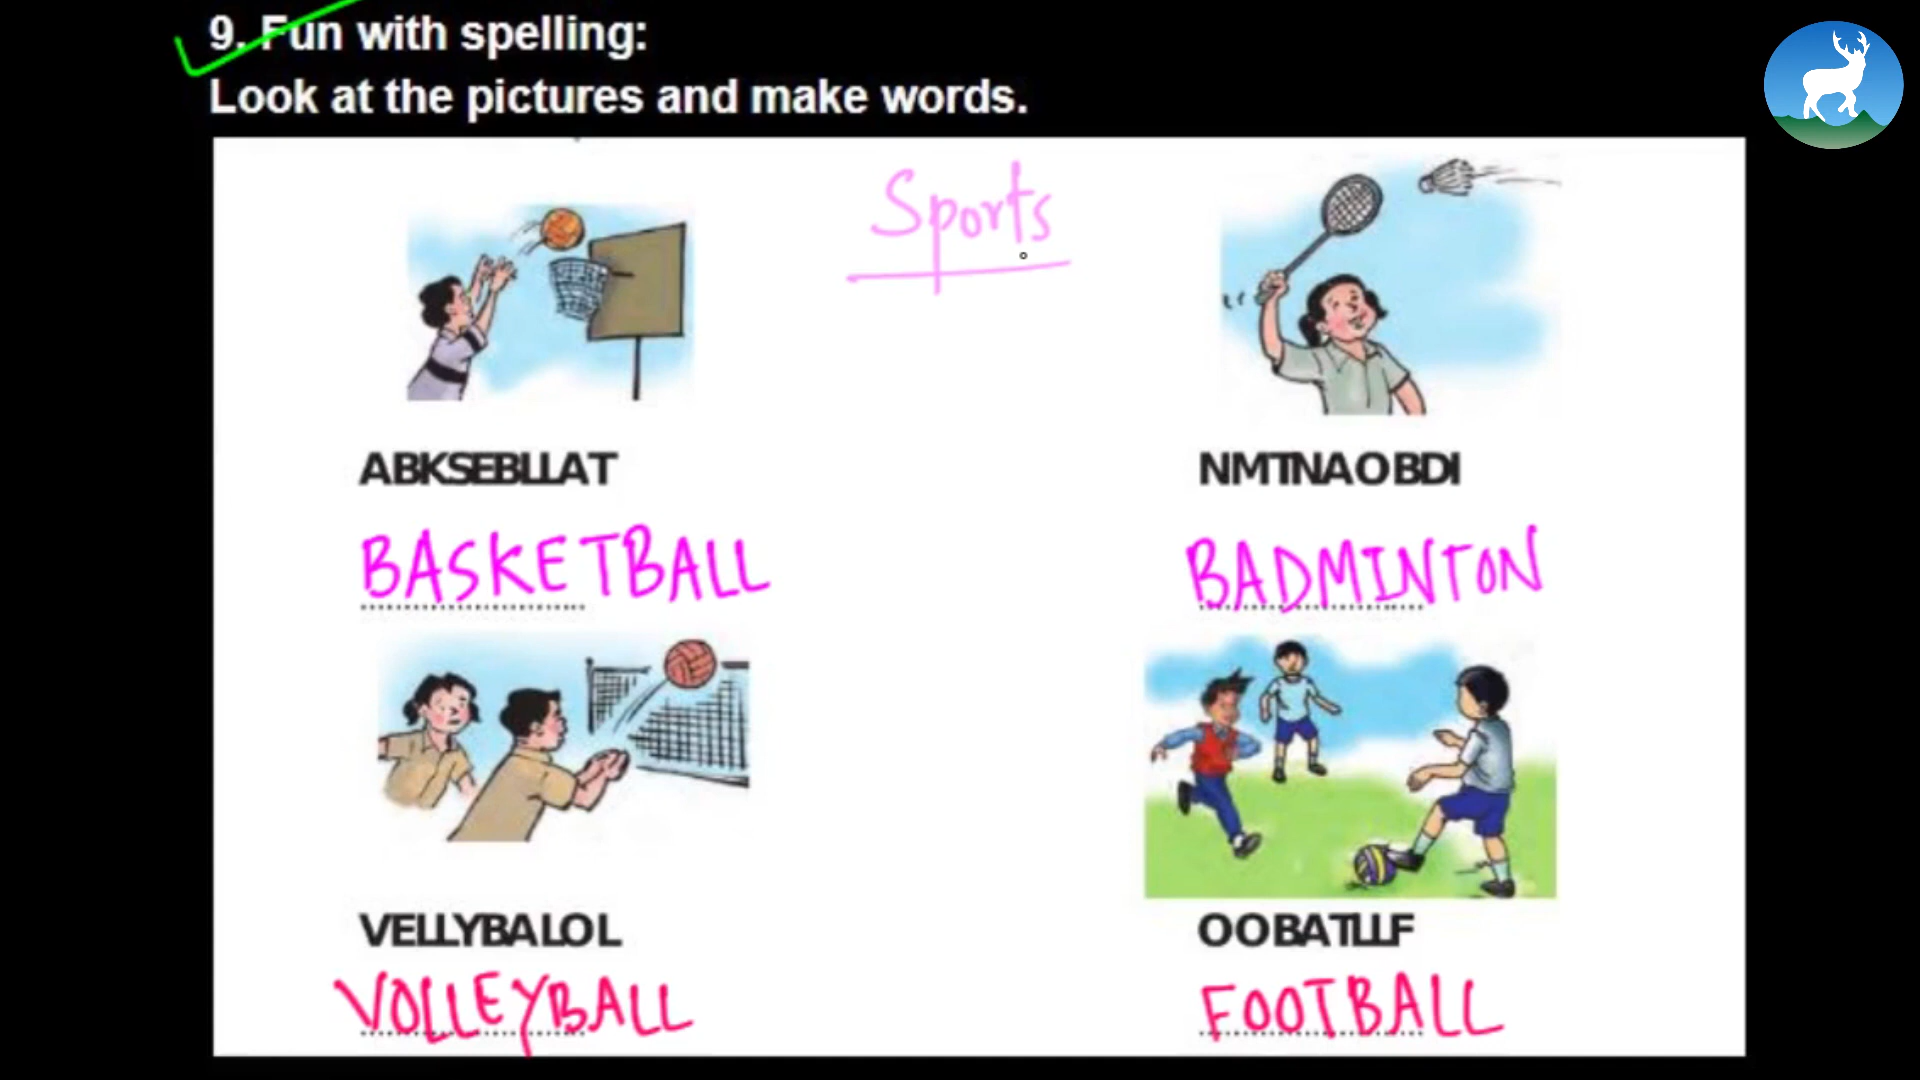 9. Fun with spelling:
Look at the pictures and make words.
Sports
ABKSEBLLAT
NMTNAOBDI
BASKETBALL
BADMINTON
VELLYBALOL
OOBATLLF
VOLLEYBALL
FOOTBALL